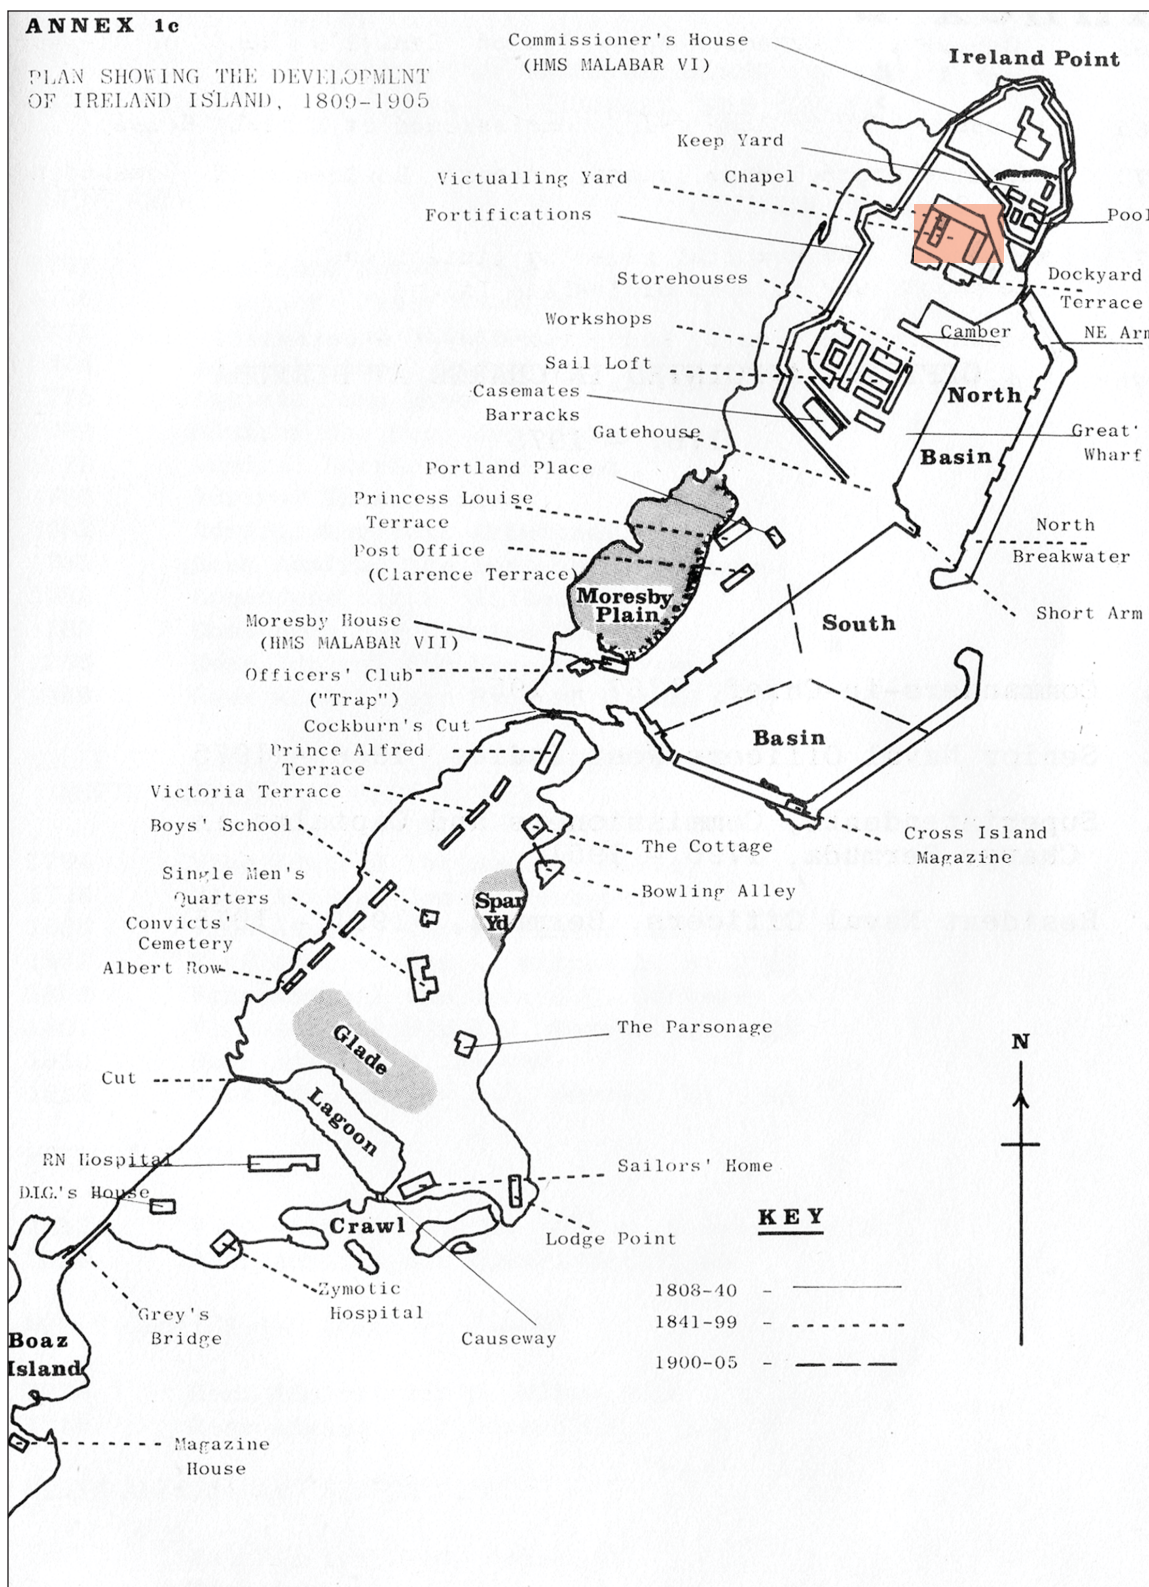 ANNEX 1c
PLAN SHOWING THE DEVELOPMENT
OF IRELAND ISLAND, 1809-1905
Commissioner's House
(HMS MALABAR VI)
Ireland Point
Keep Yard
Victualling Yard
Chapel
Fortifications
Pool
Storehouses
Dockyard
Terrace
Workshops
Camber
NE Arm
Sail Loft
Casemates
Barracks
North
Basin
Gatehouse
Great
Wharf
Portland Place
Princess Louise
Terrace
North
Breakwater
Post Office
(Clarence Terrace)
Moresby
Plain
Short Arm
Moresby House
(HMS MALABAR VII)
South
Basin
Officers' Club
("Trap")
Cockburn's Cut
Prince Alfred
Terrace
Victoria Terrace
Boys' School
Cross Island
Magazine
The Cottage
Single Men's
Quarters
Bowling Alley
Spar
Yd
Convicts'
Cemetery
Albert Row
Glade
The Parsonage
N
Cut
Lagoon
RN Hospital
Sailors' Home
D.I.G.'s House
Crawl
Lodge Point
KEY
1808-40 -
1841-99 -
1900-05 -
Zymotic
Hospital
Grey's
Bridge
Causeway
Boaz
Island
Magazine
House